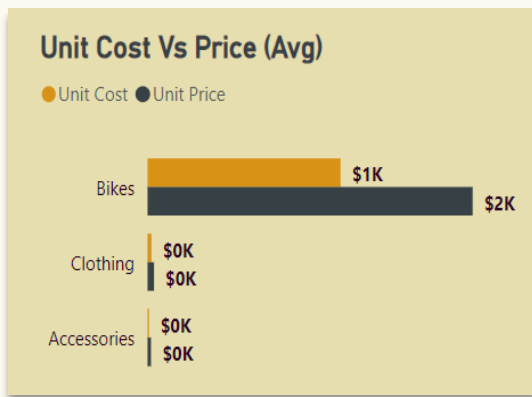 Unit Cost Vs Price (Avg)
Unit Cost Unit Price
Bikes
$1K
$2K
Clothing
$0K
$0K
Accessories
$0K
$0K